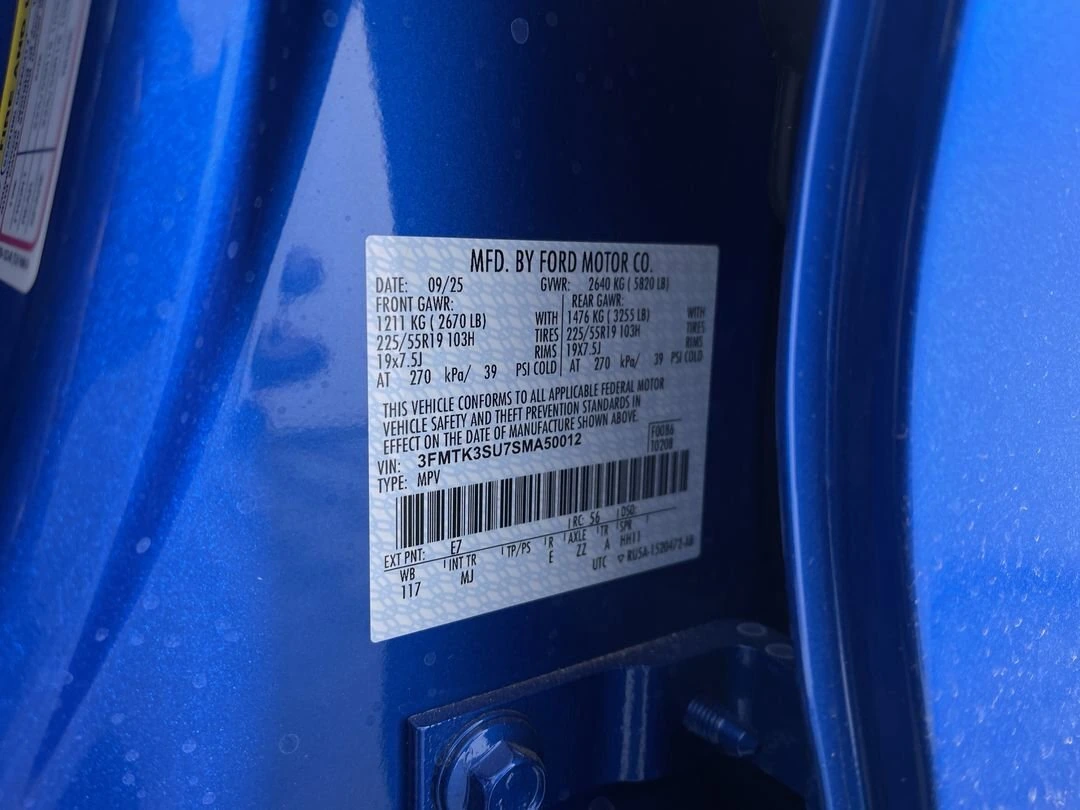 MFD. BY FORD MOTOR CO.
DATE: 09/25 GVWR: 2640 KG ( 5820 LB)
FRONT GAWR: REAR GAWR:
1211 KG ( 2670 LB) WITH 1476 KG ( 3255 LB) WITH
225/55R19 103H TIRES 225/55R19 103H TIRES
19x7.5J RIMS 19x7.5J RIMS
AT 270 kPa/ 39 PSI COLD AT 270 kPa/ 39 PSI COLD
THIS VEHICLE CONFORMS TO ALL APPLICABLE FEDERAL MOTOR
VEHICLE SAFETY AND THEFT PREVENTION STANDARDS IN
EFFECT ON THE DATE OF MANUFACTURE SHOWN ABOVE.
VIN: 3FMTK3SU7SMA50012 F0086
TYPE: MPV 10208
EXT PNT: E7 RC: 56 DSO:
WB INT TR TP/PS R AXLE TR SPR
117 MJ E ZZ A HH11
UTC